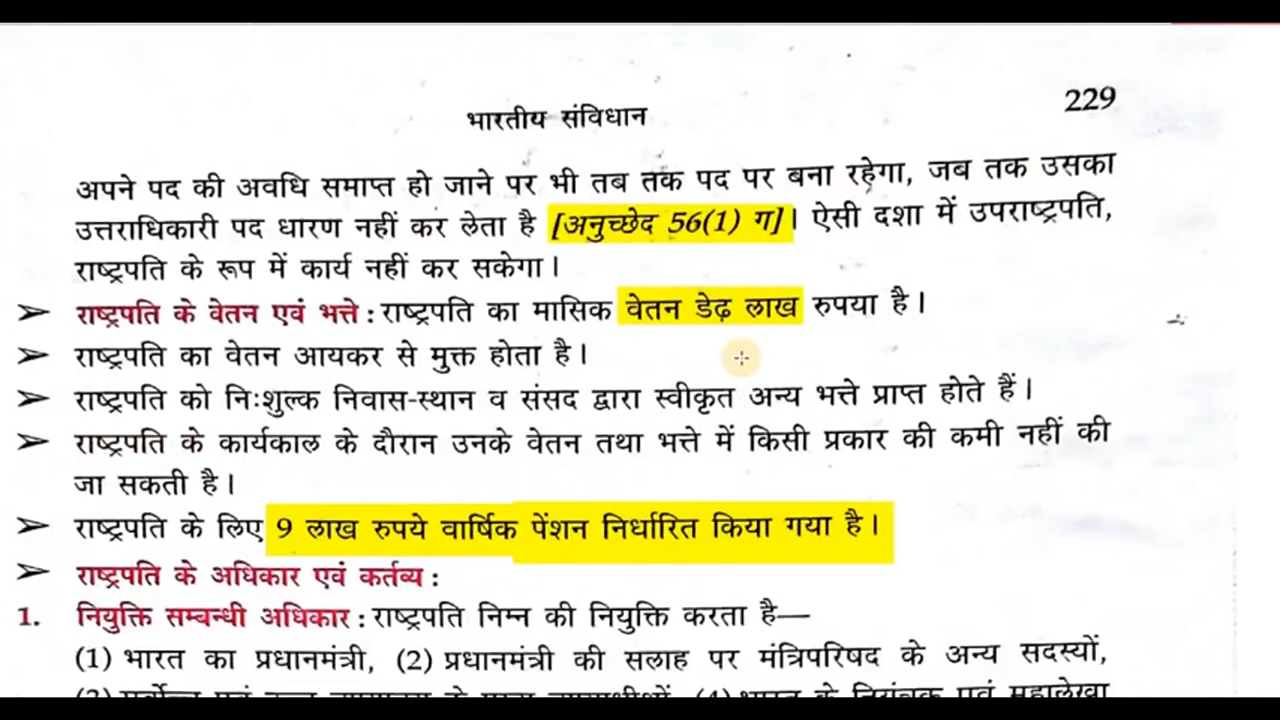 229
भारतीय संविधान
अपने पद की अवधि समाप्त हो जाने पर भी तब तक पद पर बना रहेगा, जब तक उसका
उत्तराधिकारी पद धारण नहीं कर लेता है [अनुच्छेद 56(1) ग]। ऐसी दशा में उपराष्ट्रपति,
राष्ट्रपति के रूप में कार्य नहीं कर सकेगा।
➢ राष्ट्रपति के वेतन एवं भत्ते : राष्ट्रपति का मासिक वेतन डेढ़ लाख रुपया है।
➢ राष्ट्रपति का वेतन आयकर से मुक्त होता है।
➢ राष्ट्रपति को निःशुल्क निवास-स्थान व संसद द्वारा स्वीकृत अन्य भत्ते प्राप्त होते हैं।
➢ राष्ट्रपति के कार्यकाल के दौरान उनके वेतन तथा भत्ते में किसी प्रकार की कमी नहीं की
जा सकती है।
➢ राष्ट्रपति के लिए 9 लाख रुपये वार्षिक पेंशन निर्धारित किया गया है।
➢ राष्ट्रपति के अधिकार एवं कर्तव्य :
1. नियुक्ति सम्बन्धी अधिकार : राष्ट्रपति निम्न की नियुक्ति करता है—
(1) भारत का प्रधानमंत्री, (2) प्रधानमंत्री की सलाह पर मंत्रिपरिषद के अन्य सदस्यों,